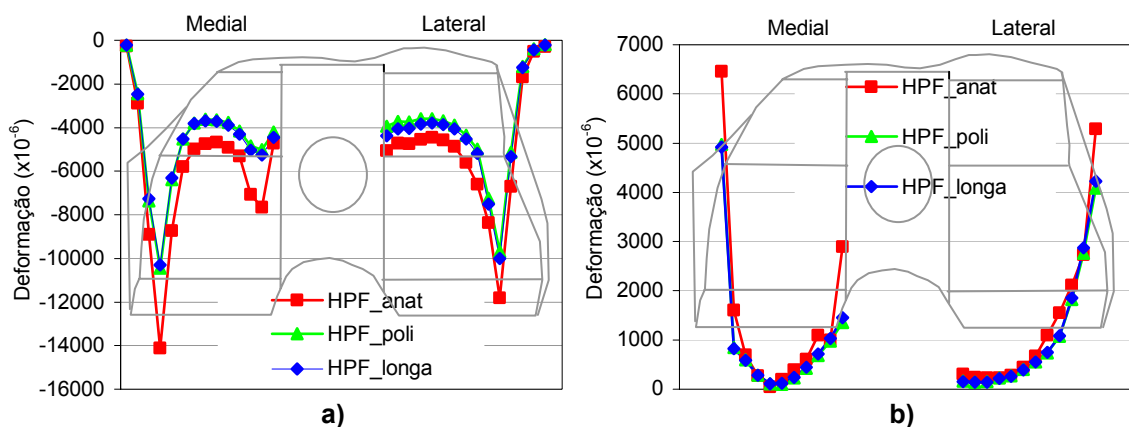 Medial Lateral
Deformação (x10⁻⁶)
0
-2000
-4000
-6000
-8000
-10000
-12000
-14000
-16000
HPF_anat
HPF_poli
HPF_longa
a)
Medial Lateral
Deformação (x10⁻⁶)
7000
6000
5000
4000
3000
2000
1000
0
HPF_anat
HPF_poli
HPF_longa
b)